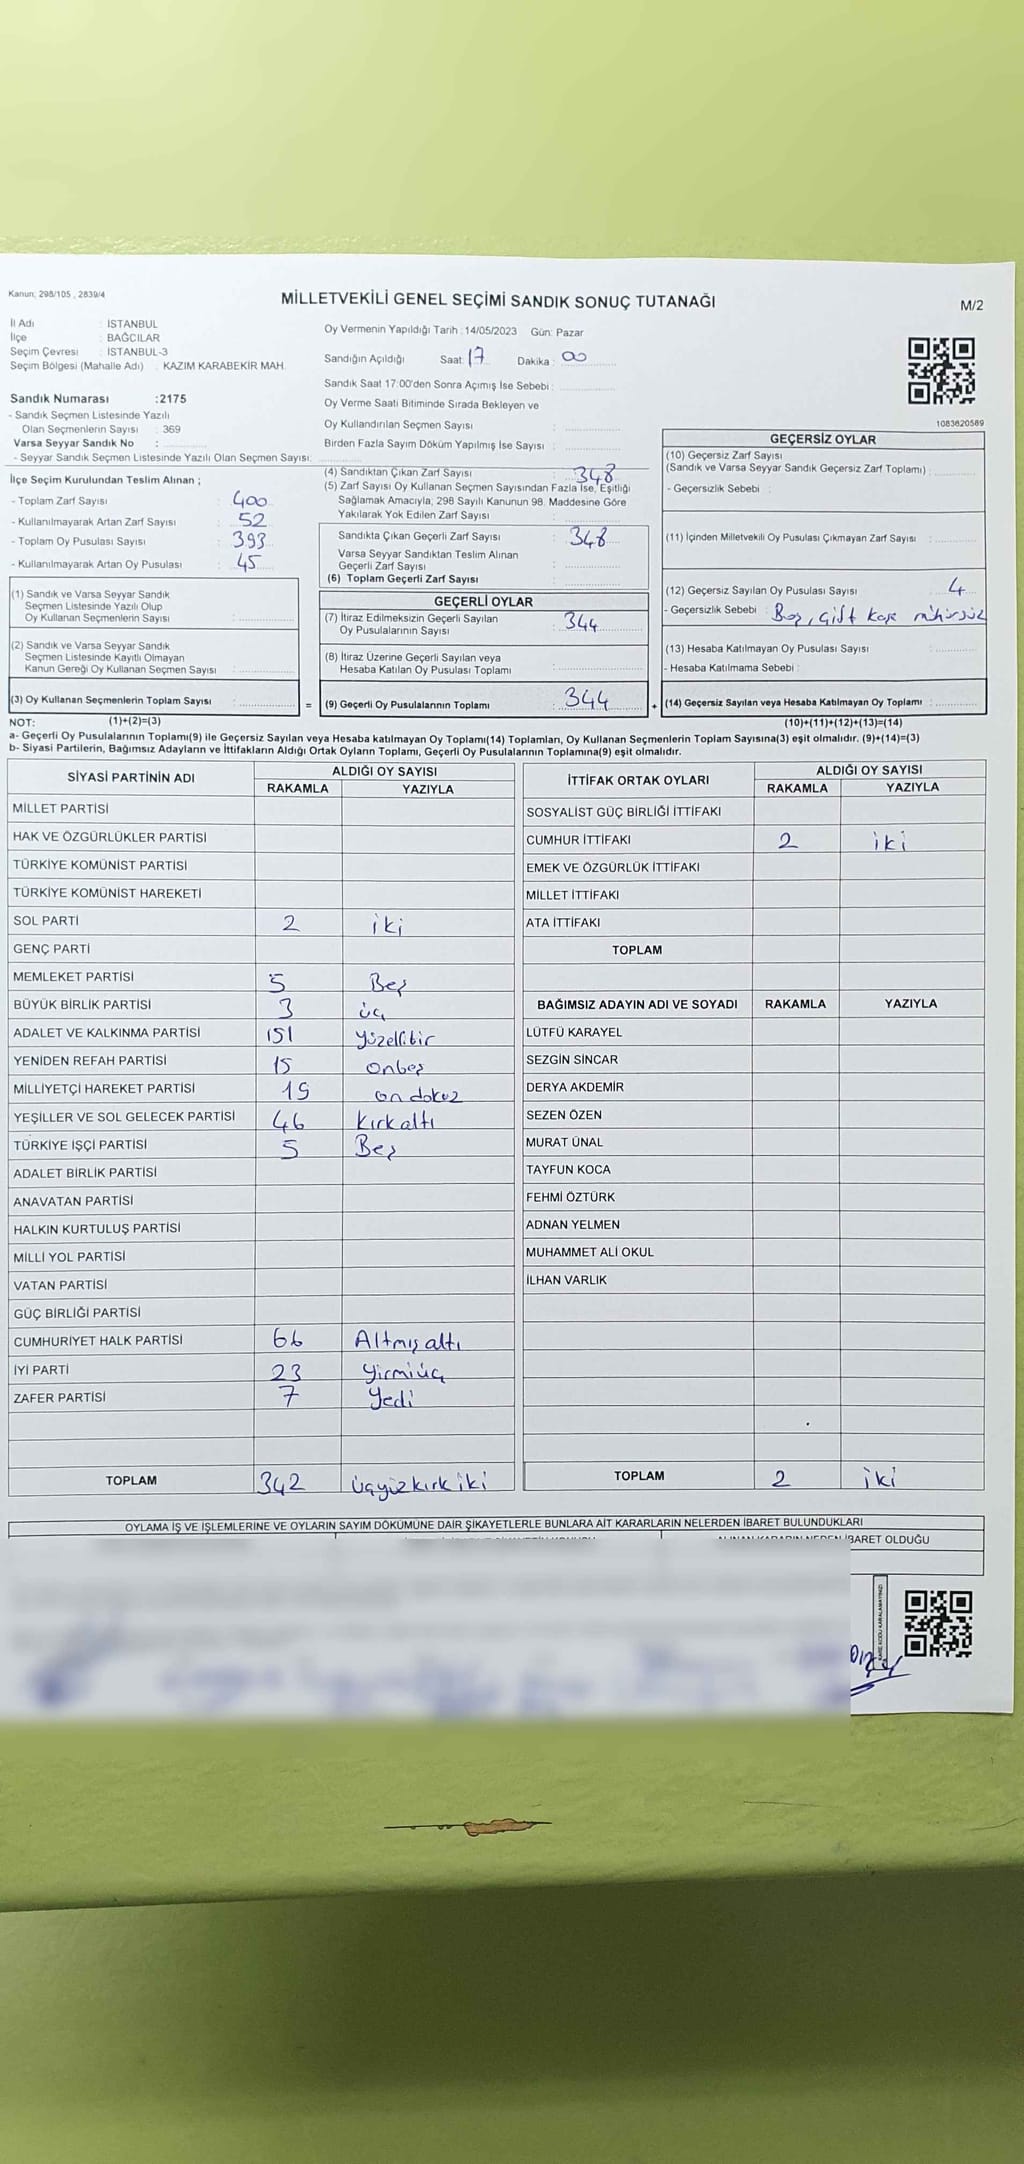 Kanun; 298/105 , 2839/4
MİLLETVEKİLİ GENEL SEÇİMİ SANDIK SONUÇ TUTANAĞI
M/2
İl Adı : İSTANBUL
İlçe : BAĞCILAR
Seçim Çevresi : İSTANBUL-3
Seçim Bölgesi (Mahalle Adı) : KAZIM KARABEKİR MAH.
Sandık Numarası :2175
- Sandık Seçmen Listesinde Yazılı
Olan Seçmenlerin Sayısı : 369
Varsa Seyyar Sandık No :
- Seyyar Sandık Seçmen Listesinde Yazılı Olan Seçmen Sayısı:
İlçe Seçim Kurulundan Teslim Alınan ;
- Toplam Zarf Sayısı : 400
- Kullanılmayarak Artan Zarf Sayısı : 52
- Toplam Oy Pusulası Sayısı : 393
- Kullanılmayarak Artan Oy Pusulası : 45
(1) Sandık ve Varsa Seyyar Sandık
Seçmen Listesinde Yazılı Olup
Oy Kullanan Seçmenlerin Sayısı :
(2) Sandık ve Varsa Seyyar Sandık
Seçmen Listesinde Kayıtlı Olmayan
Kanun Gereği Oy Kullanan Seçmen Sayısı :
(3) Oy Kullanan Seçmenlerin Toplam Sayısı :
Oy Vermenin Yapıldığı Tarih : 14/05/2023 Gün: Pazar
Sandığın Açıldığı Saat: 17 Dakika : 00
Sandık Saat 17:00'den Sonra Açımış İse Sebebi :
Oy Verme Saati Bitiminde Sırada Bekleyen ve
Oy Kullandırılan Seçmen Sayısı :
Birden Fazla Sayım Döküm Yapılmış İse Sayısı :
(4) Sandıktan Çıkan Zarf Sayısı : 348
(5) Zarf Sayısı Oy Kullanan Seçmen Sayısından Fazla İse, Eşitliği
Sağlamak Amacıyla; 298 Sayılı Kanunun 98. Maddesine Göre
Yakılarak Yok Edilen Zarf Sayısı :
Sandıkta Çıkan Geçerli Zarf Sayısı : 348
Varsa Seyyar Sandıktan Teslim Alınan
Geçerli Zarf Sayısı :
(6) Toplam Geçerli Zarf Sayısı :
GEÇERLİ OYLAR
(7) İtiraz Edilmeksizin Geçerli Sayılan
Oy Pusulalarının Sayısı : 344
(8) İtiraz Üzerine Geçerli Sayılan veya
Hesaba Katılan Oy Pusulası Toplamı :
= (9) Geçerli Oy Pusulalarının Toplamı : 344
1083620589
GEÇERSİZ OYLAR
(10) Geçersiz Zarf Sayısı
(Sandık ve Varsa Seyyar Sandık Geçersiz Zarf Toplamı) :
- Geçersizlik Sebebi :
(11) İçinden Milletvekili Oy Pusulası Çıkmayan Zarf Sayısı :
(12) Geçersiz Sayılan Oy Pusulası Sayısı : 4
- Geçersizlik Sebebi : Boş, çift kaşe mühürsüz
(13) Hesaba Katılmayan Oy Pusulası Sayısı :
- Hesaba Katılmama Sebebi :
+ (14) Geçersiz Sayılan veya Hesaba Katılmayan Oy Toplamı :
NOT: (1)+(2)=(3)
(10)+(11)+(12)+(13)=(14)
a- Geçerli Oy Pusulalarının Toplamı(9) ile Geçersiz Sayılan veya Hesaba katılmayan Oy Toplamı(14) Toplamları, Oy Kullanan Seçmenlerin Toplam Sayısına(3) eşit olmalıdır. (9)+(14)=(3)
b- Siyasi Partilerin, Bağımsız Adayların ve İttifakların Aldığı Ortak Oyların Toplamı, Geçerli Oy Pusulalarının Toplamına(9) eşit olmalıdır.
SİYASİ PARTİNİN ADI
ALDIĞI OY SAYISI
RAKAMLA YAZIYLA
MİLLET PARTİSİ
HAK VE ÖZGÜRLÜKLER PARTİSİ
TÜRKİYE KOMÜNİST PARTİSİ
TÜRKİYE KOMÜNİST HAREKETİ
SOL PARTİ 2 iki
GENÇ PARTİ
MEMLEKET PARTİSİ 5 Beş
BÜYÜK BİRLİK PARTİSİ 3 üç
ADALET VE KALKINMA PARTİSİ 151 yüzellibir
YENİDEN REFAH PARTİSİ 15 onbeş
MİLLİYETÇİ HAREKET PARTİSİ 19 on dokuz
YEŞİLLER VE SOL GELECEK PARTİSİ 46 kırkaltı
TÜRKİYE İŞÇİ PARTİSİ 5 Beş
ADALET BİRLİK PARTİSİ
ANAVATAN PARTİSİ
HALKIN KURTULUŞ PARTİSİ
MİLLİ YOL PARTİSİ
VATAN PARTİSİ
GÜÇ BİRLİĞİ PARTİSİ
CUMHURİYET HALK PARTİSİ 66 Altmışaltı
İYİ PARTİ 23 yirmiüç
ZAFER PARTİSİ 7 yedi
TOPLAM 342 üçyüzkırkiki
İTTİFAK ORTAK OYLARI
ALDIĞI OY SAYISI
RAKAMLA YAZIYLA
SOSYALİST GÜÇ BİRLİĞİ İTTİFAKI
CUMHUR İTTİFAKI 2 iki
EMEK VE ÖZGÜRLÜK İTTİFAKI
MİLLET İTTİFAKI
ATA İTTİFAKI
TOPLAM
BAĞIMSIZ ADAYIN ADI VE SOYADI RAKAMLA YAZIYLA
LÜTFÜ KARAYEL
SEZGİN SİNCAR
DERYA AKDEMİR
SEZEN ÖZEN
MURAT ÜNAL
TAYFUN KOCA
FEHMİ ÖZTÜRK
ADNAN YELMEN
MUHAMMET ALİ OKUL
İLHAN VARLIK
TOPLAM 2 iki
OYLAMA İŞ VE İŞLEMLERİNE VE OYLARIN SAYIM DÖKÜMÜNE DAİR ŞİKAYETLERLE BUNLARA AİT KARARLARIN NELERDEN İBARET BULUNDUKLARI
İBARET OLDUĞU